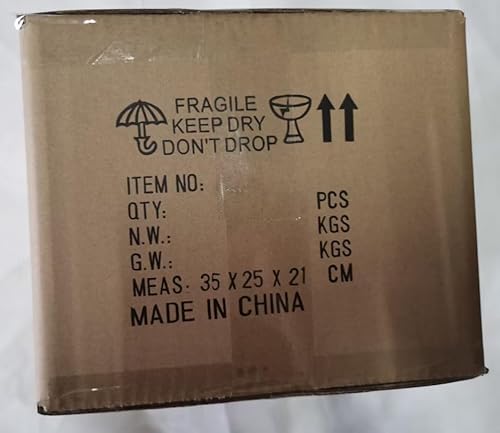 FRAGILE
KEEP DRY
DON'T DROP
ITEM NO:
QTY: PCS
N.W.: KGS
G.W.: KGS
MEAS: 35 X 25 X 21 CM
MADE IN CHINA